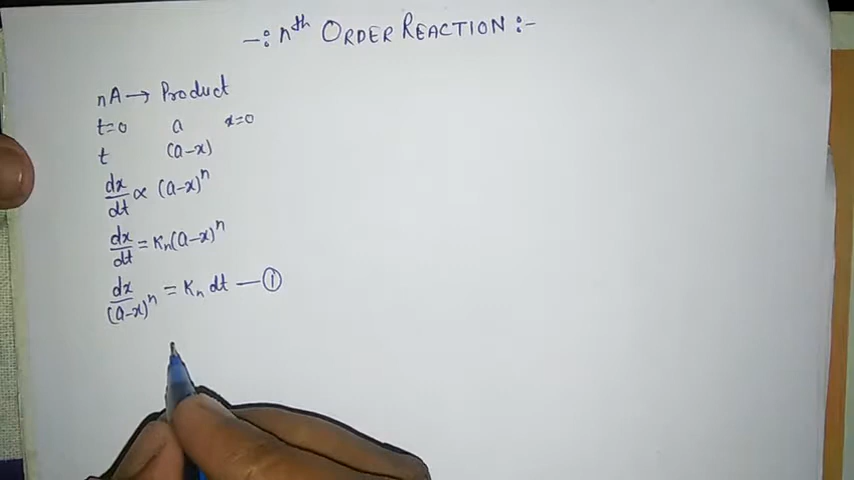 -: nth ORDER REACTION :-
nA → Product
t=0 a x=0
t (a-x)
dx/dt ∝ (a-x)^n
dx/dt = Kn(a-x)^n
dx/(a-x)^n = Kn dt — ①